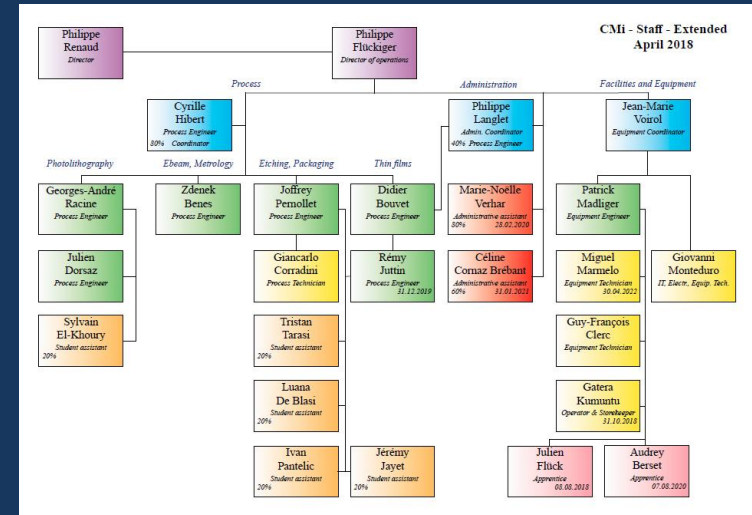 CMi - Staff - Extended
April 2018
Philippe
Renaud
Director
Philippe
Flückiger
Director of operations
Process
Administration
Facilities and Equipment
Cyrille
Hibert
Process Engineer
80% Coordinator
Philippe
Langlet
Admin. Coordinator
40% Process Engineer
Jean-Marie
Voirol
Equipment Coordinator
Photolithography
Ebeam, Metrology
Etching, Packaging
Thin films
Georges-André
Racine
Process Engineer
Zdenek
Benes
Process Engineer
Joffrey
Pernollet
Process Engineer
Didier
Bouvet
Process Engineer
Marie-Noëlle
Verhar
Administrative assistant
80% 28.02.2020
Patrick
Madliger
Equipment Engineer
Julien
Dorsaz
Process Engineer
Giancarlo
Corradini
Process Technician
Rémy
Juttin
Process Engineer
31.12.2019
Céline
Cornaz Brébant
Administrative assistant
60% 31.01.2021
Miguel
Marmelo
Equipment Technician
30.04.2022
Giovanni
Monteduro
IT, Electr., Equip. Tech.
Sylvain
El-Khoury
Student assistant
20%
Tristan
Tarasi
Student assistant
20%
Guy-François
Clerc
Equipment Technician
Luana
De Blasi
Student assistant
20%
Gatera
Kumuntu
Operator & Storekeeper
31.10.2018
Ivan
Pantelic
Student assistant
20%
Jérémy
Jayet
Student assistant
20%
Julien
Flück
Apprentice
08.08.2018
Audrey
Berset
Apprentice
07.08.2020